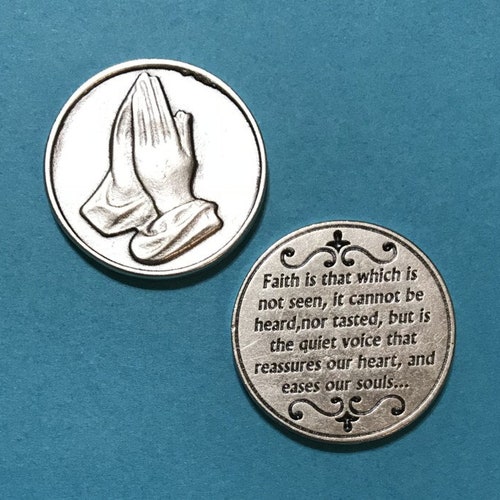 Faith is that which is
not seen, it cannot be
heard,nor tasted, but is
the quiet voice that
reassures our heart, and
eases our souls...